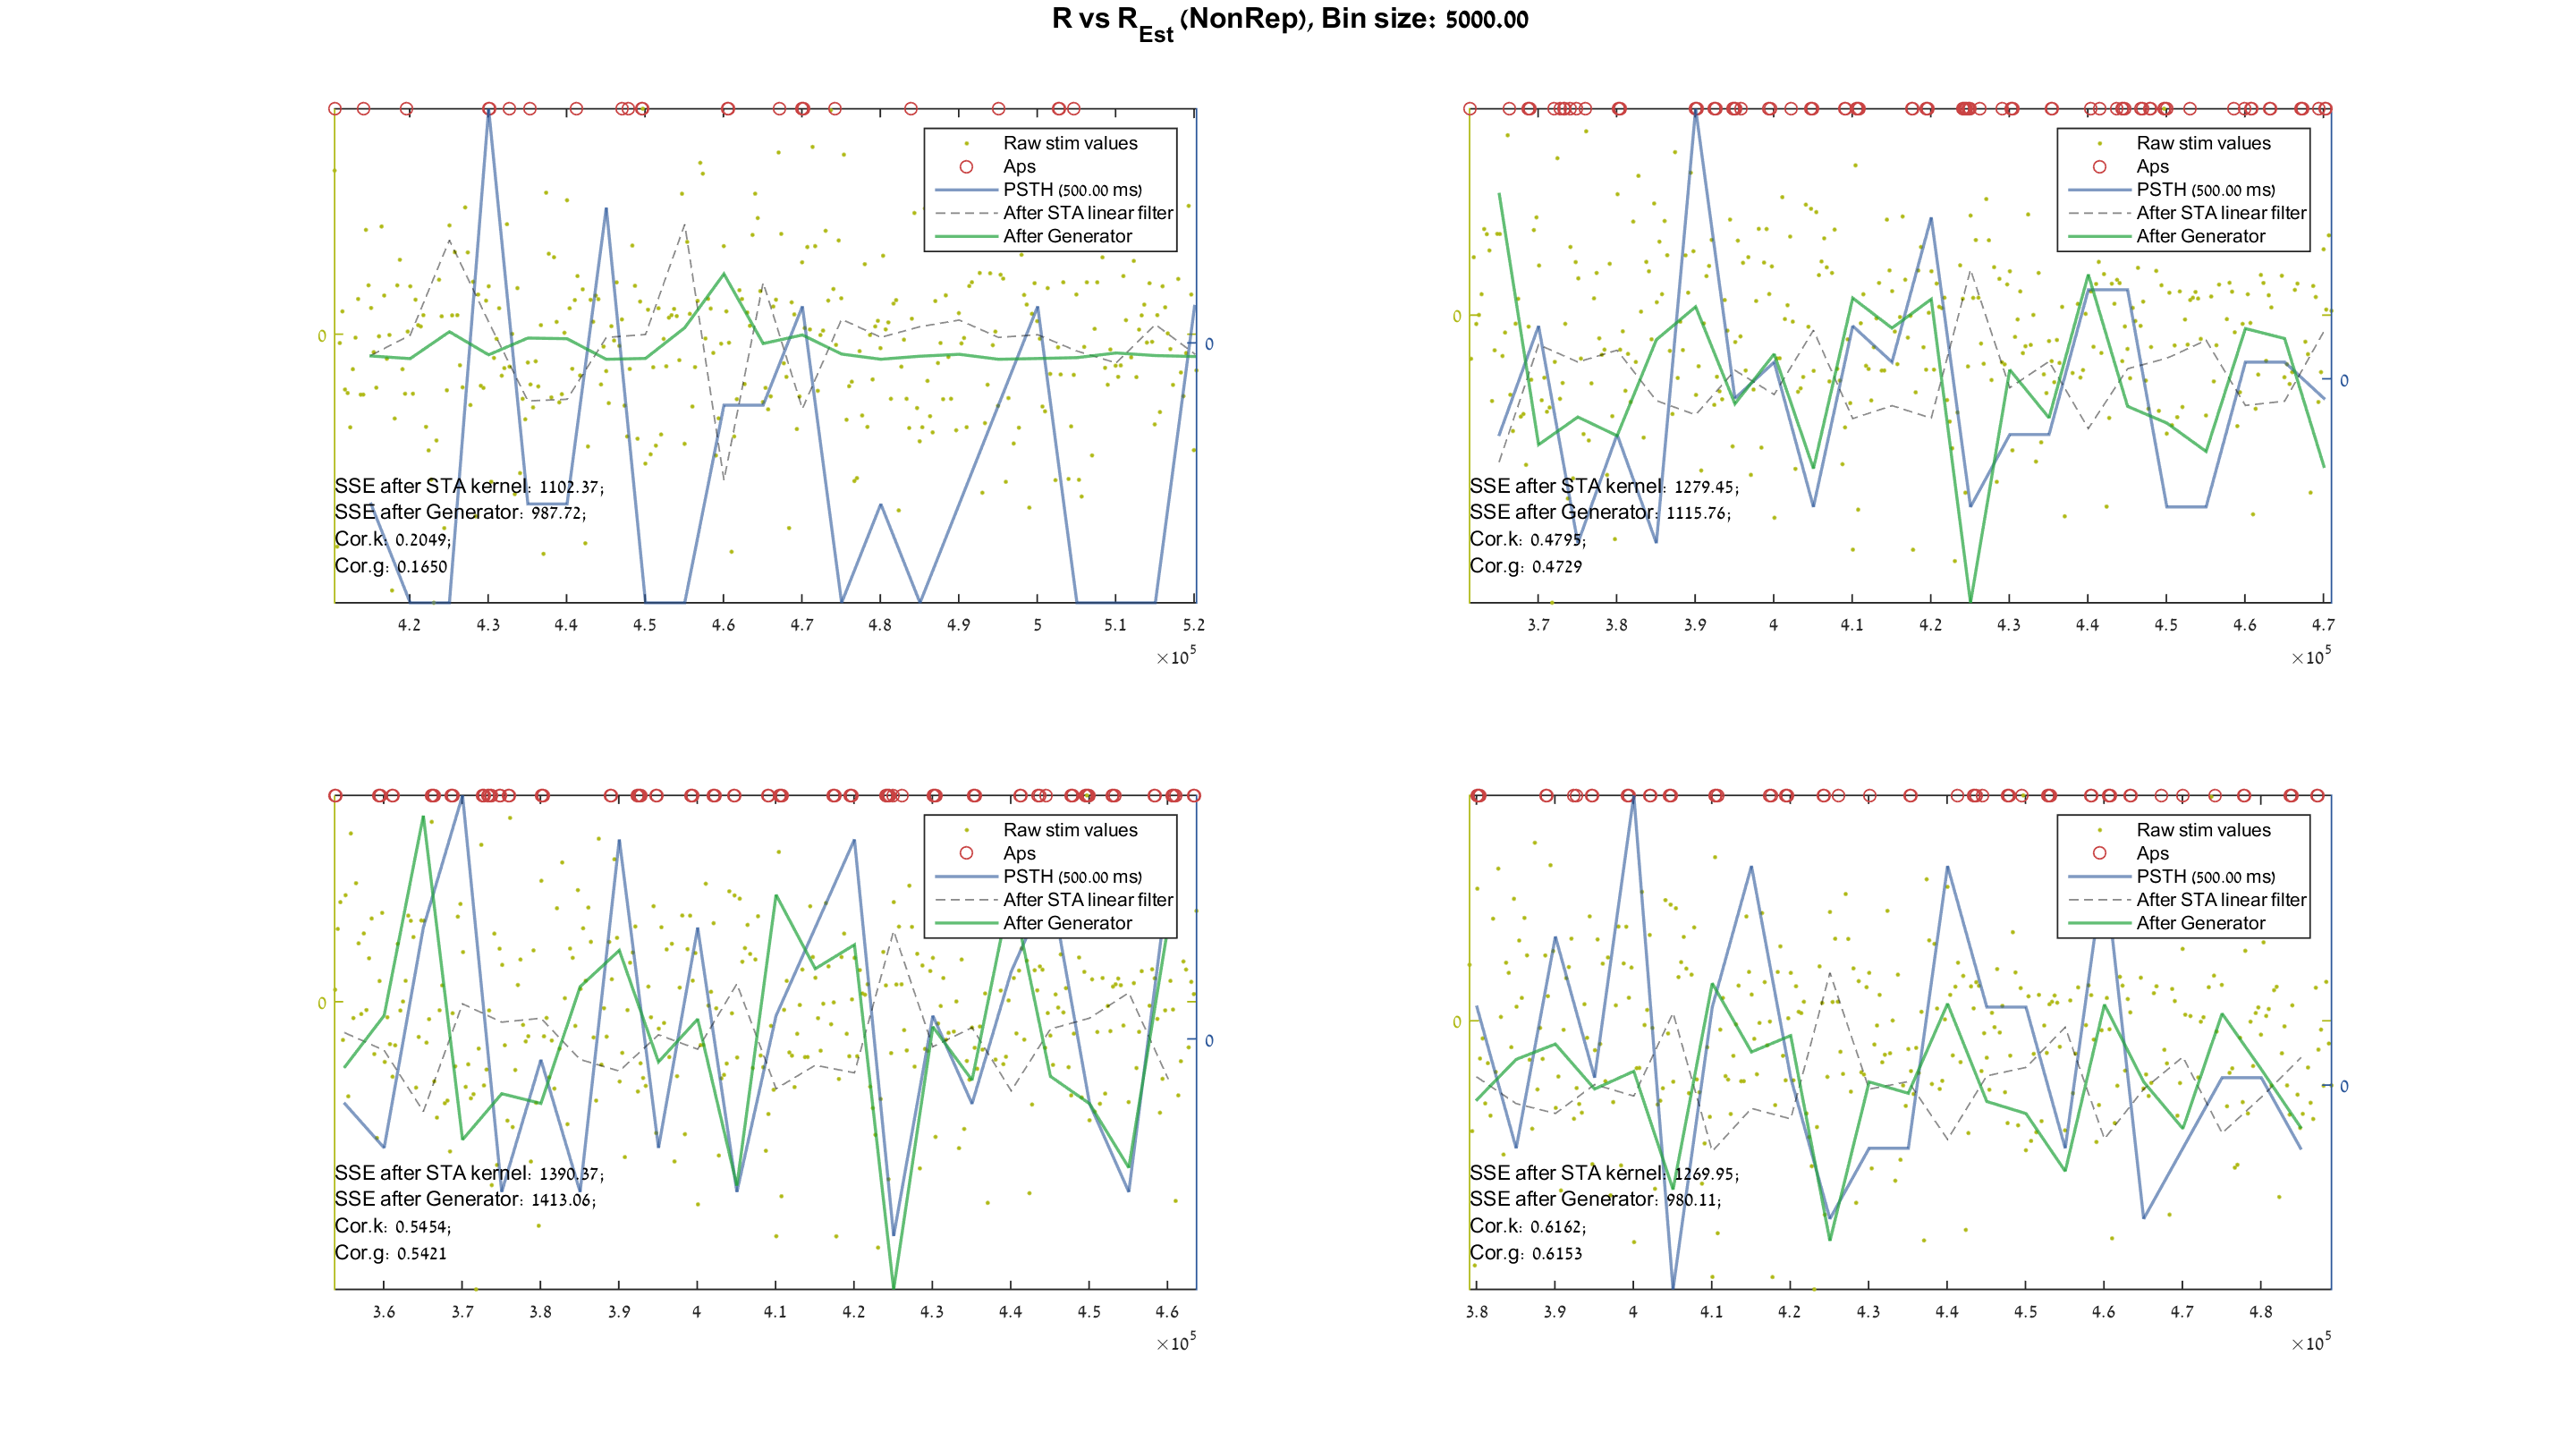 R vs R_Est (NonRep), Bin size: 5000.00
Raw stim values
Aps
PSTH (500.00 ms)
After STA linear filter
After Generator
0
0
SSE after STA kernel: 1102.37;
SSE after Generator: 987.72;
Cor.k: 0.2049;
Cor.g: 0.1650
4.2 4.3 4.4 4.5 4.6 4.7 4.8 4.9 5 5.1 5.2
×10^5
Raw stim values
Aps
PSTH (500.00 ms)
After STA linear filter
After Generator
0
0
SSE after STA kernel: 1279.45;
SSE after Generator: 1115.76;
Cor.k: 0.4795;
Cor.g: 0.4729
3.7 3.8 3.9 4 4.1 4.2 4.3 4.4 4.5 4.6 4.7
×10^5
Raw stim values
Aps
PSTH (500.00 ms)
After STA linear filter
After Generator
0
0
SSE after STA kernel: 1390.37;
SSE after Generator: 1413.06;
Cor.k: 0.5454;
Cor.g: 0.5421
3.6 3.7 3.8 3.9 4 4.1 4.2 4.3 4.4 4.5 4.6
×10^5
Raw stim values
Aps
PSTH (500.00 ms)
After STA linear filter
After Generator
0
0
SSE after STA kernel: 1269.95;
SSE after Generator: 980.11;
Cor.k: 0.6162;
Cor.g: 0.6153
3.8 3.9 4 4.1 4.2 4.3 4.4 4.5 4.6 4.7 4.8
×10^5